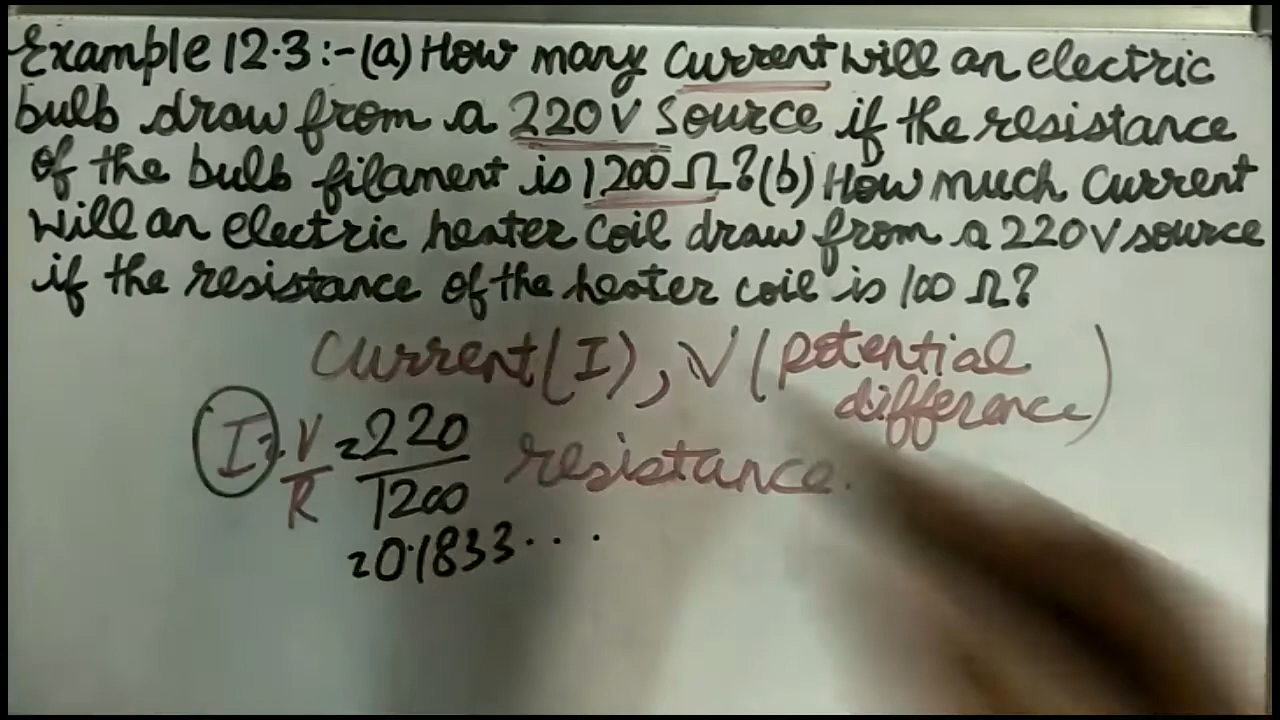 Example 12.3:-(a) How many current will an electric
bulb draw from a 220V source if the resistance
of the bulb filament is 1200 Ω? (b) How much current
will an electric heater coil draw from a 220V source
if the resistance of the heater coil is 100 Ω?
Current(I), V (potential
difference)
I = V/R = 220/1200 resistance.
= 0.1833....